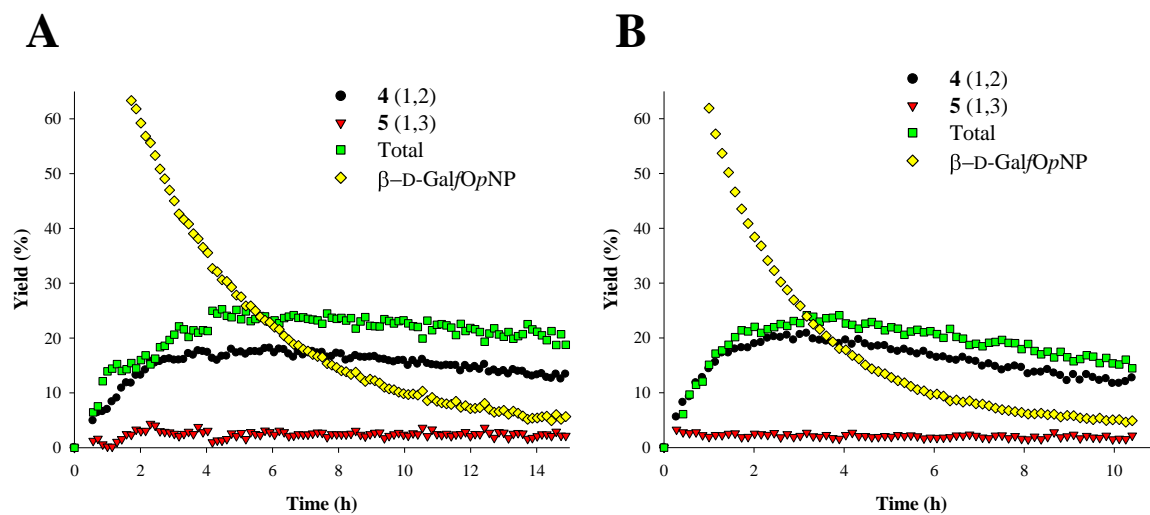 A
B
4 (1,2)
5 (1,3)
Total
β–D-GalfOpNP
4 (1,2)
5 (1,3)
Total
β–D-GalfOpNP
Yield (%)
60
50
40
30
20
10
0
0 2 4 6 8 10 12 14
Time (h)
Yield (%)
60
50
40
30
20
10
0
0 2 4 6 8 10
Time (h)